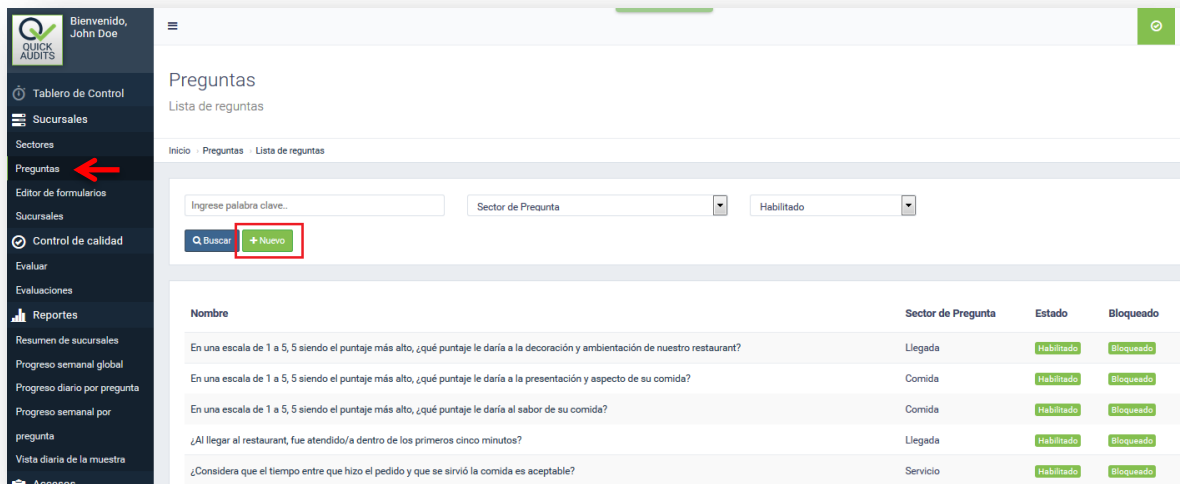 Bienvenido,
John Doe
QUICK
AUDITS
Tablero de Control
Sucursales
Sectores
Preguntas
Editor de formularios
Sucursales
Control de calidad
Evaluar
Evaluaciones
Reportes
Resumen de sucursales
Progreso semanal global
Progreso diario por pregunta
Progreso semanal por
pregunta
Vista diaria de la muestra
Accesos
Preguntas
Lista de reguntas
Inicio › Preguntas › Lista de reguntas
Ingrese palabra clave.. Sector de Pregunta Habilitado
Buscar + Nuevo
Nombre Sector de Pregunta Estado Bloqueado
En una escala de 1 a 5, 5 siendo el puntaje más alto, ¿qué puntaje le daría a la decoración y ambientación de nuestro restaurant? Llegada Habilitado Bloqueado
En una escala de 1 a 5, 5 siendo el puntaje más alto, ¿qué puntaje le daría a la presentación y aspecto de su comida? Comida Habilitado Bloqueado
En una escala de 1 a 5, 5 siendo el puntaje más alto, ¿qué puntaje le daría al sabor de su comida? Comida Habilitado Bloqueado
¿Al llegar al restaurant, fue atendido/a dentro de los primeros cinco minutos? Llegada Habilitado Bloqueado
¿Considera que el tiempo entre que hizo el pedido y que se sirvió la comida es aceptable? Servicio Habilitado Bloqueado